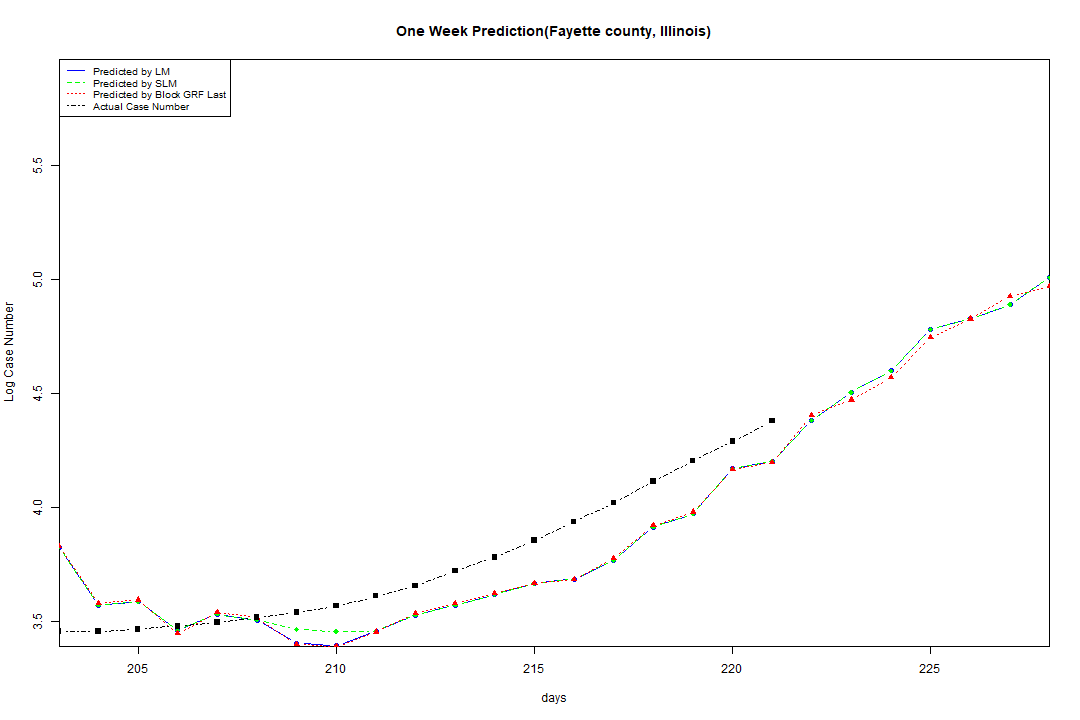 One Week Prediction(Fayette county, Illinois)
Predicted by LM
Predicted by SLM
Predicted by Block GRF Last
Actual Case Number
5.5
5.0
4.5
4.0
3.5
Log Case Number
205
210
215
220
225
days